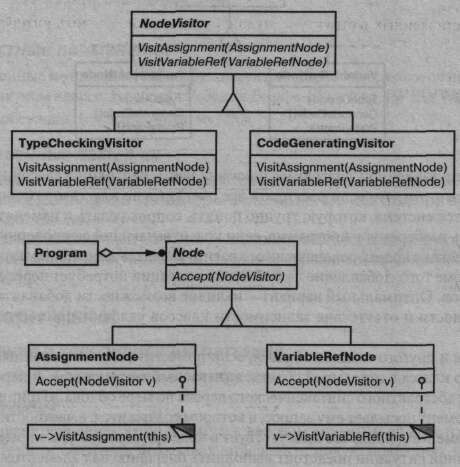 NodeVisitor
VisitAssignment(AssignmentNode)
VisitVariableRef(VariableRefNode)
TypeCheckingVisitor
VisitAssignment(AssignmentNode)
VisitVariableRef(VariableRefNode)
CodeGeneratingVisitor
VisitAssignment(AssignmentNode)
VisitVariableRef(VariableRefNode)
Program
Node
Accept(NodeVisitor)
AssignmentNode
Accept(NodeVisitor v)
VariableRefNode
Accept(NodeVisitor v)
v–>VisitAssignment(this)
v–>VisitVariableRef(this)